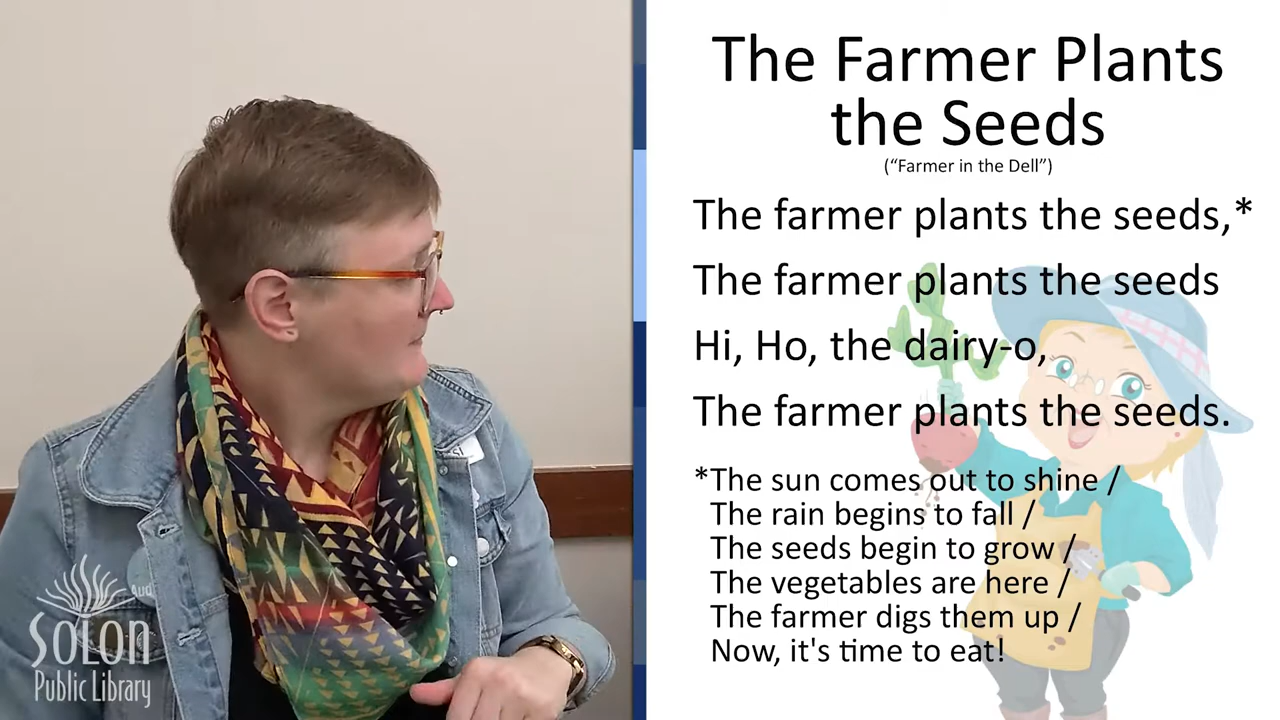 The Farmer Plants
the Seeds
(“Farmer in the Dell”)
The farmer plants the seeds,*
The farmer plants the seeds
Hi, Ho, the dairy-o,
The farmer plants the seeds.
*The sun comes out to shine /
The rain begins to fall /
The seeds begin to grow /
The vegetables are here /
The farmer digs them up /
Now, it's time to eat!
SOLON
Public Library